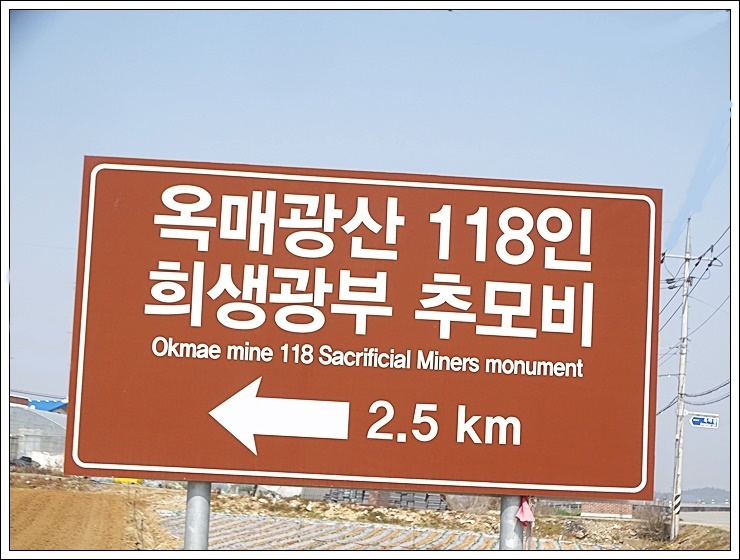 옥매광산 118인
희생광부 추모비
Okmae mine 118 Sacrificial Miners monument
2.5 km